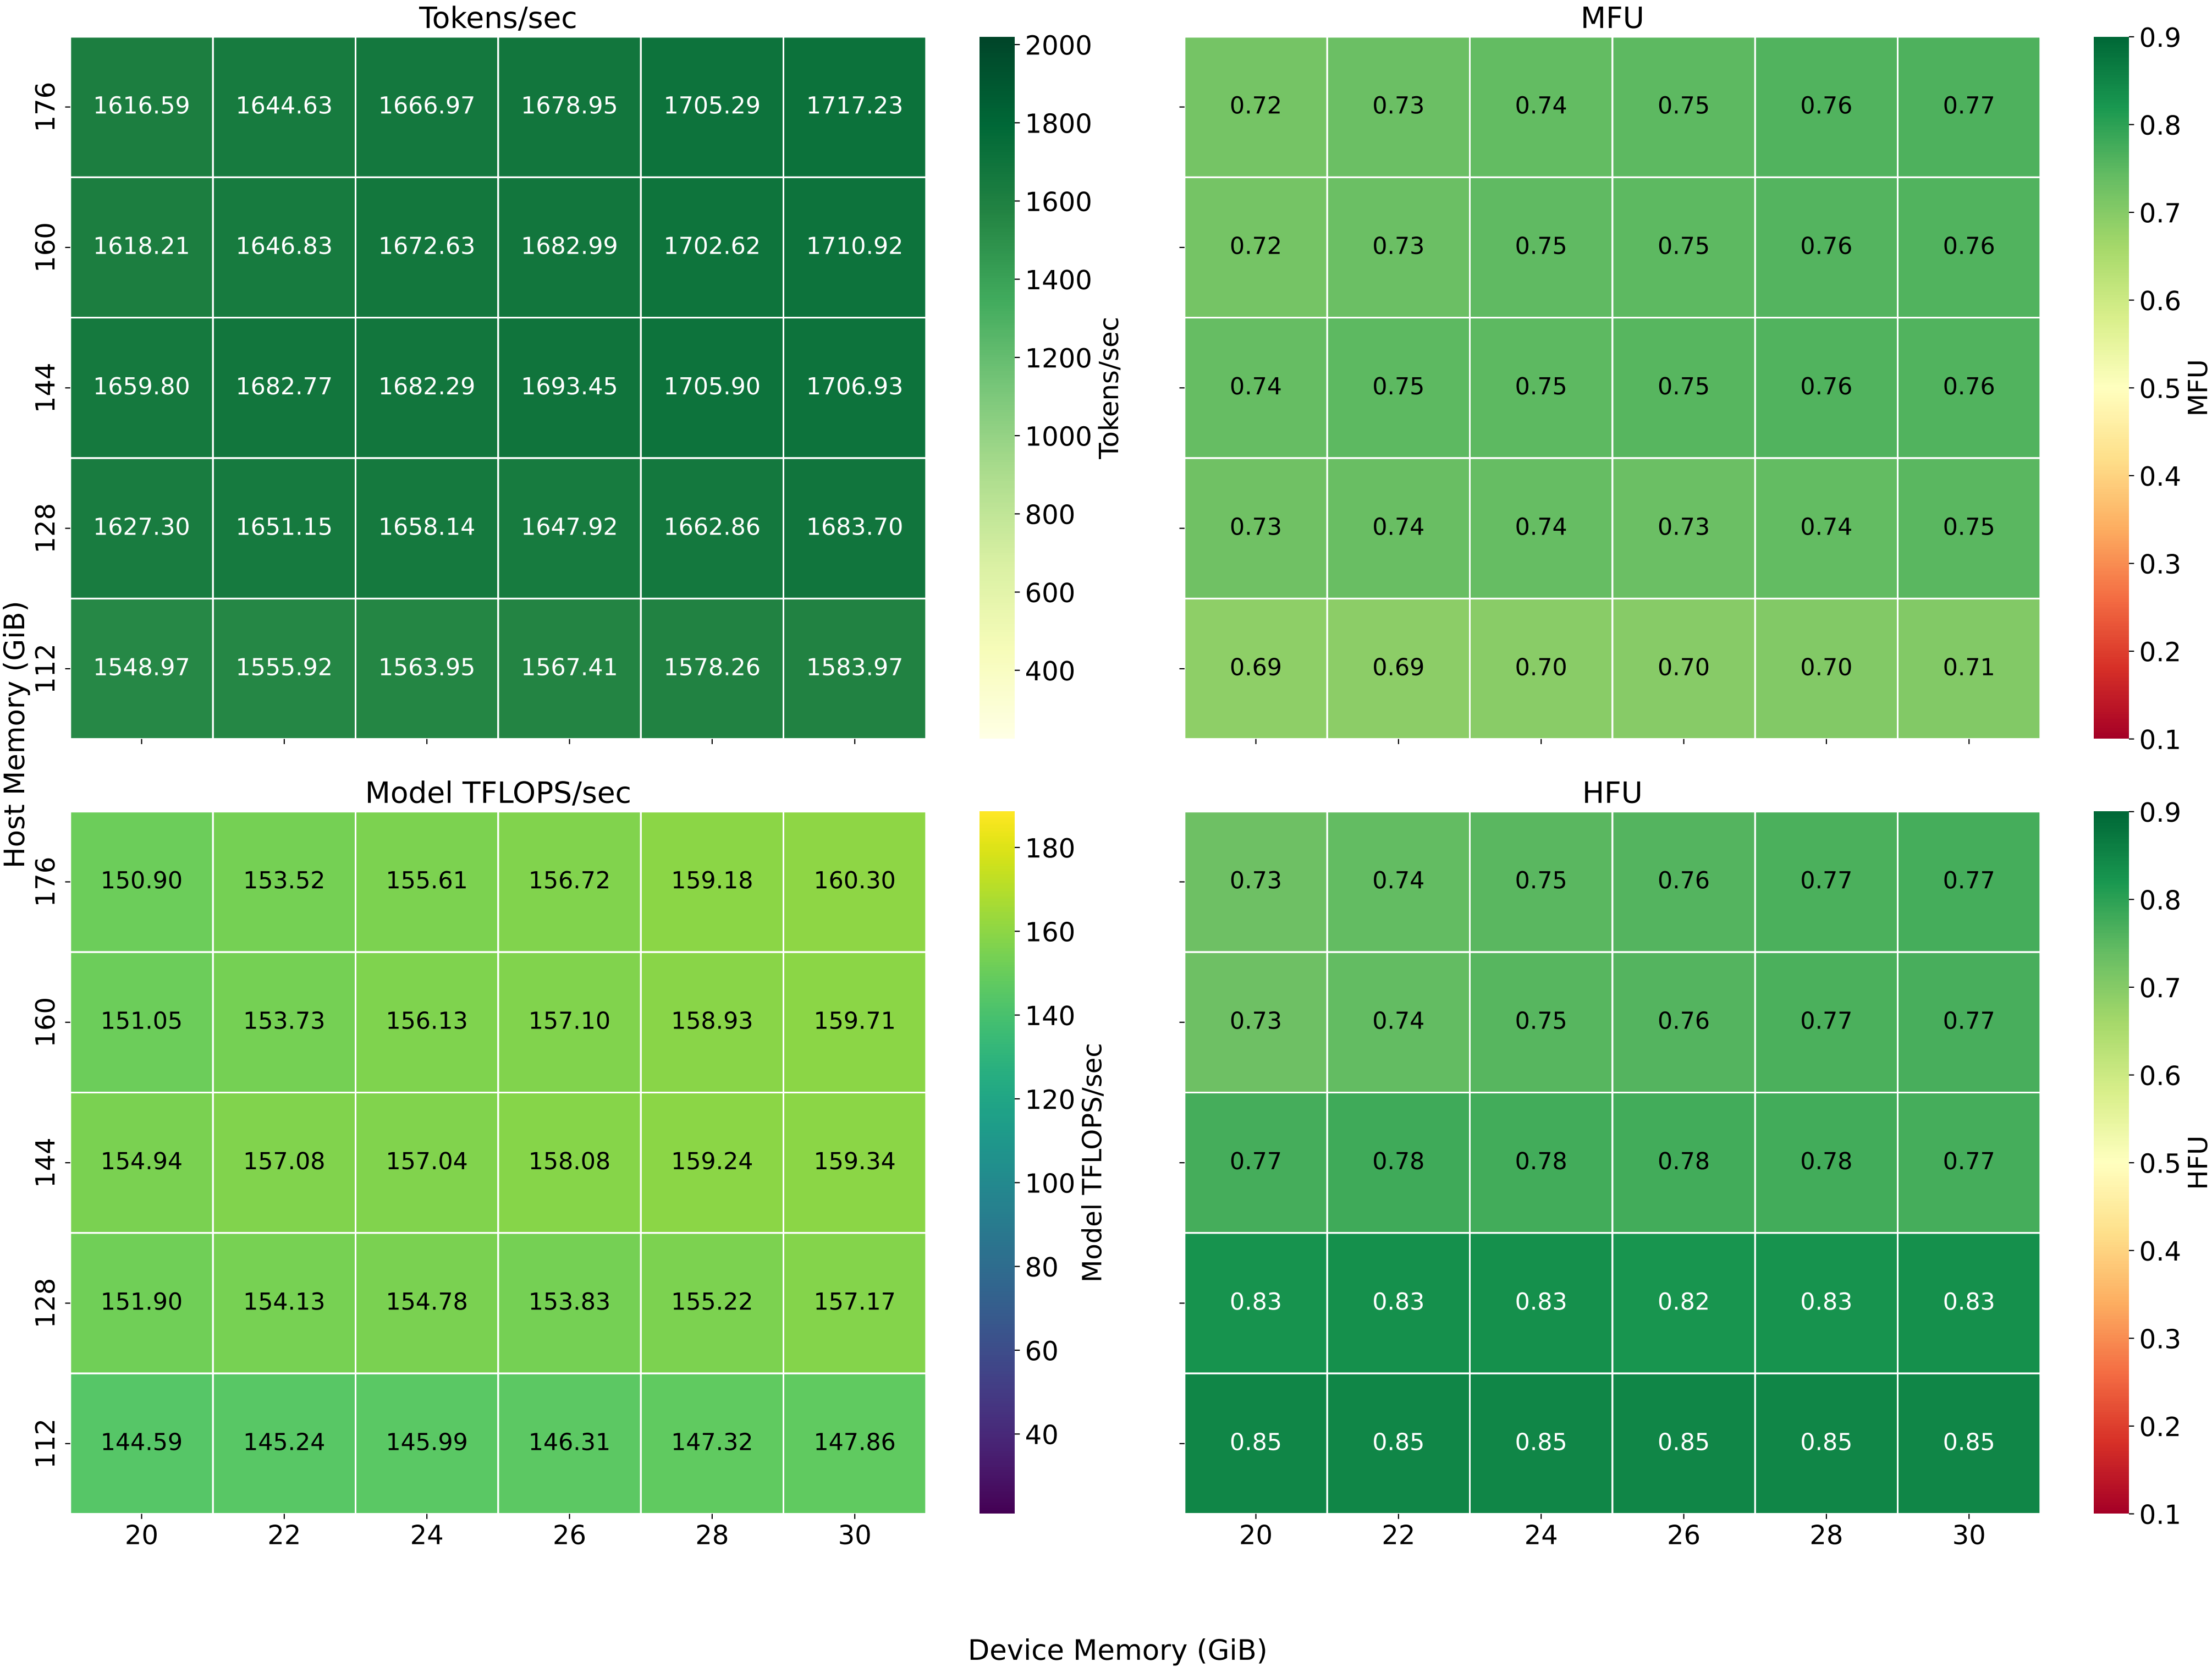 Tokens/sec
176 1616.59 1644.63 1666.97 1678.95 1705.29 1717.23
160 1618.21 1646.83 1672.63 1682.99 1702.62 1710.92
144 1659.80 1682.77 1682.29 1693.45 1705.90 1706.93
128 1627.30 1651.15 1658.14 1647.92 1662.86 1683.70
112 1548.97 1555.92 1563.95 1567.41 1578.26 1583.97
2000
1800
1600
1400
1200
1000
800
600
400
Tokens/sec
MFU
0.72 0.73 0.74 0.75 0.76 0.77
0.72 0.73 0.75 0.75 0.76 0.76
0.74 0.75 0.75 0.75 0.76 0.76
0.73 0.74 0.74 0.73 0.74 0.75
0.69 0.69 0.70 0.70 0.70 0.71
0.9
0.8
0.7
0.6
0.5
0.4
0.3
0.2
0.1
MFU
Host Memory (GiB)
Model TFLOPS/sec
176 150.90 153.52 155.61 156.72 159.18 160.30
160 151.05 153.73 156.13 157.10 158.93 159.71
144 154.94 157.08 157.04 158.08 159.24 159.34
128 151.90 154.13 154.78 153.83 155.22 157.17
112 144.59 145.24 145.99 146.31 147.32 147.86
20 22 24 26 28 30
180
160
140
120
100
80
60
40
Model TFLOPS/sec
HFU
0.73 0.74 0.75 0.76 0.77 0.77
0.73 0.74 0.75 0.76 0.77 0.77
0.77 0.78 0.78 0.78 0.78 0.77
0.83 0.83 0.83 0.82 0.83 0.83
0.85 0.85 0.85 0.85 0.85 0.85
20 22 24 26 28 30
0.9
0.8
0.7
0.6
0.5
0.4
0.3
0.2
0.1
HFU
Device Memory (GiB)